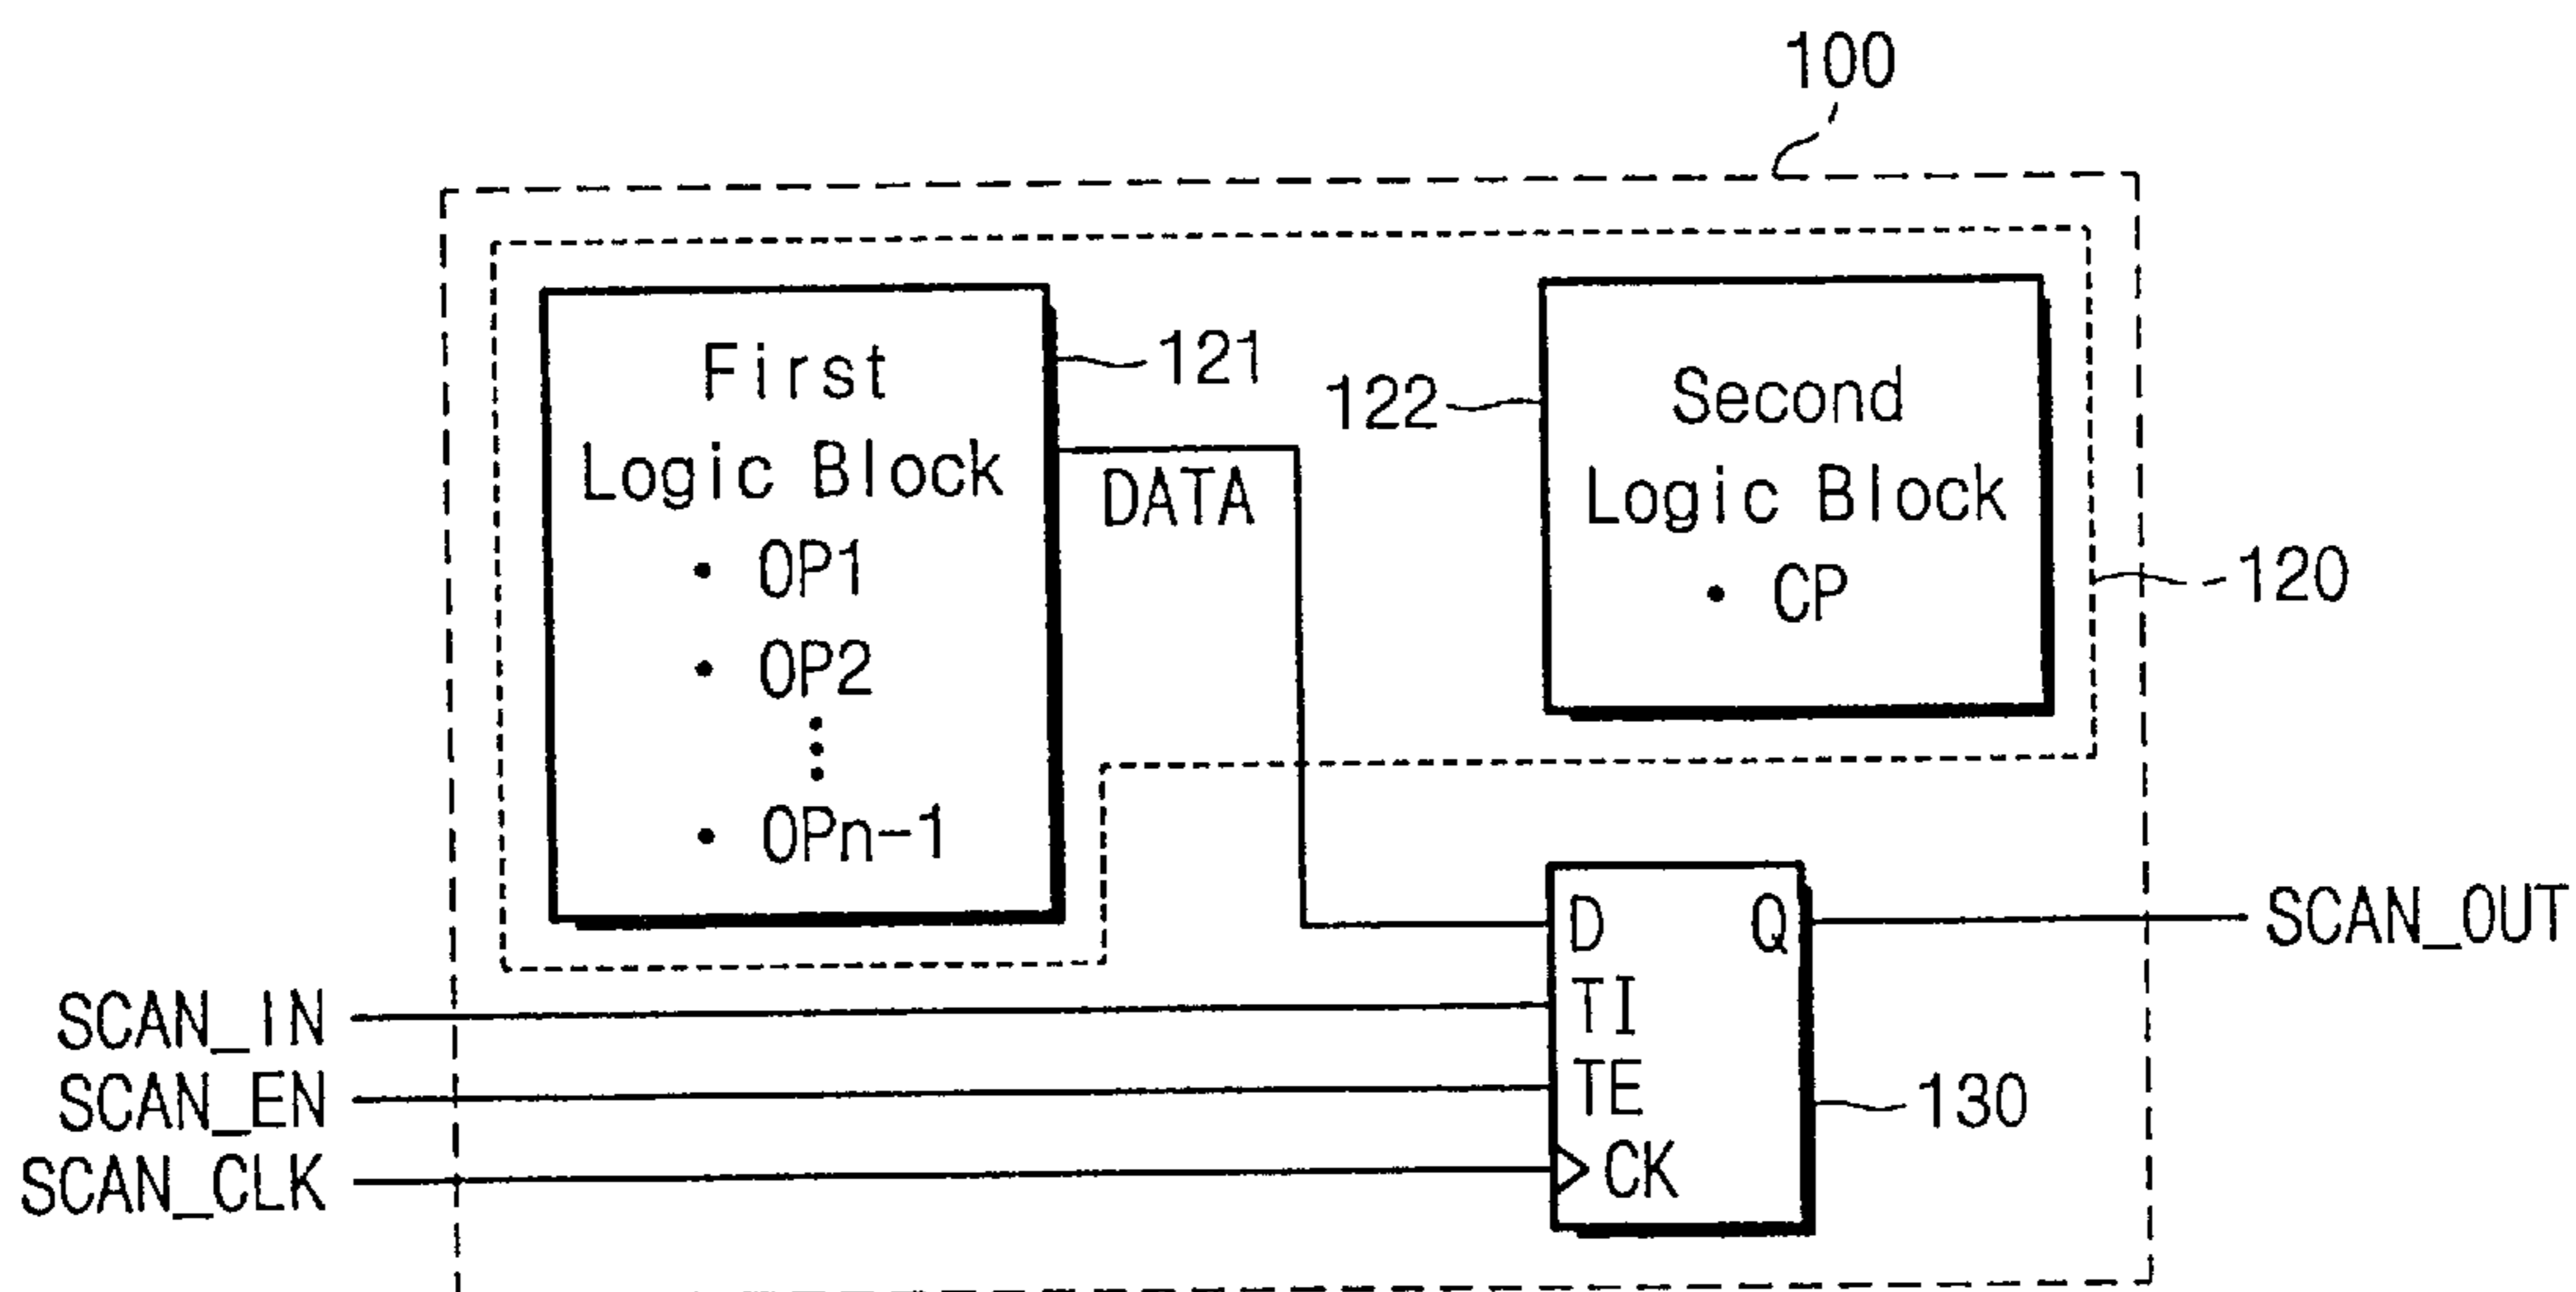 100
First
Logic Block
• OP1
• OP2
⋮
• OPn-1
121
DATA
122
Second
Logic Block
• CP
120
D
Q
TI
TE
CK
130
SCAN_IN
SCAN_EN
SCAN_CLK
SCAN_OUT